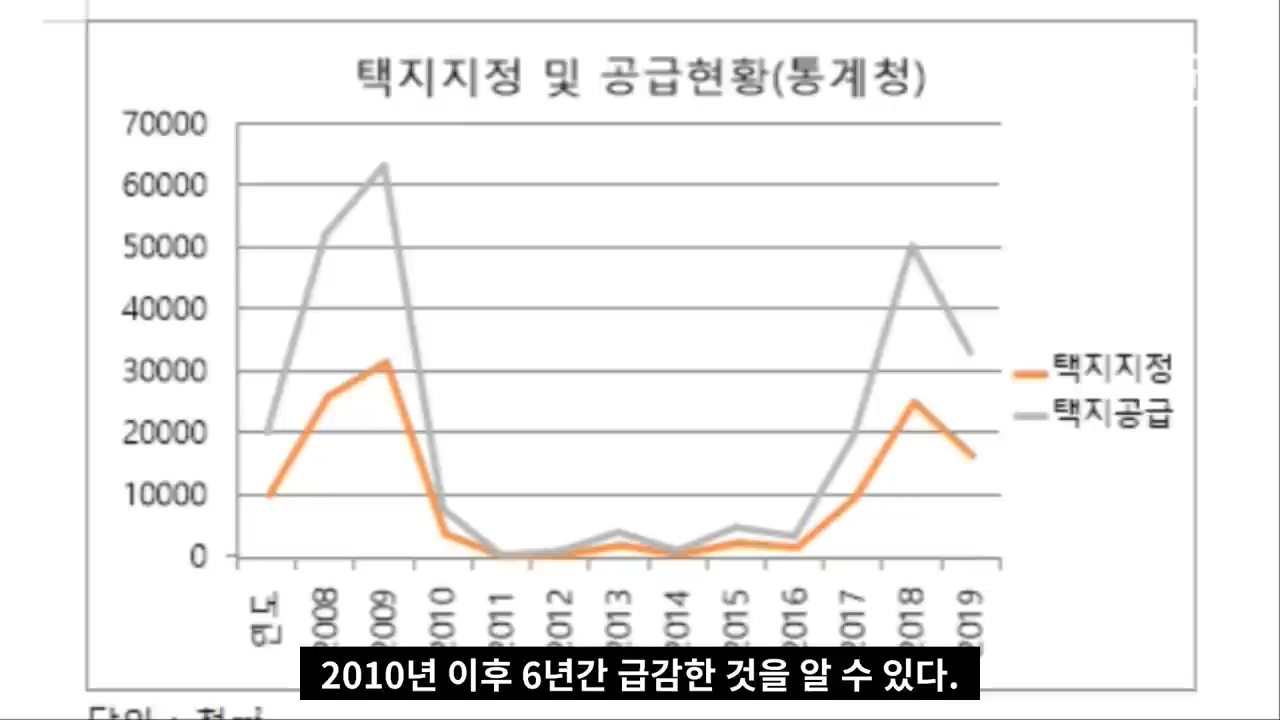 택지지정 및 공급현황(통계청)
70000
60000
50000
40000
30000
20000
10000
0
택지지정
택지공급
연도 2008 2009 2010 2011 2012 2013 2014 2015 2016 2017 2018 2019
2010년 이후 6년간 급감한 것을 알 수 있다.